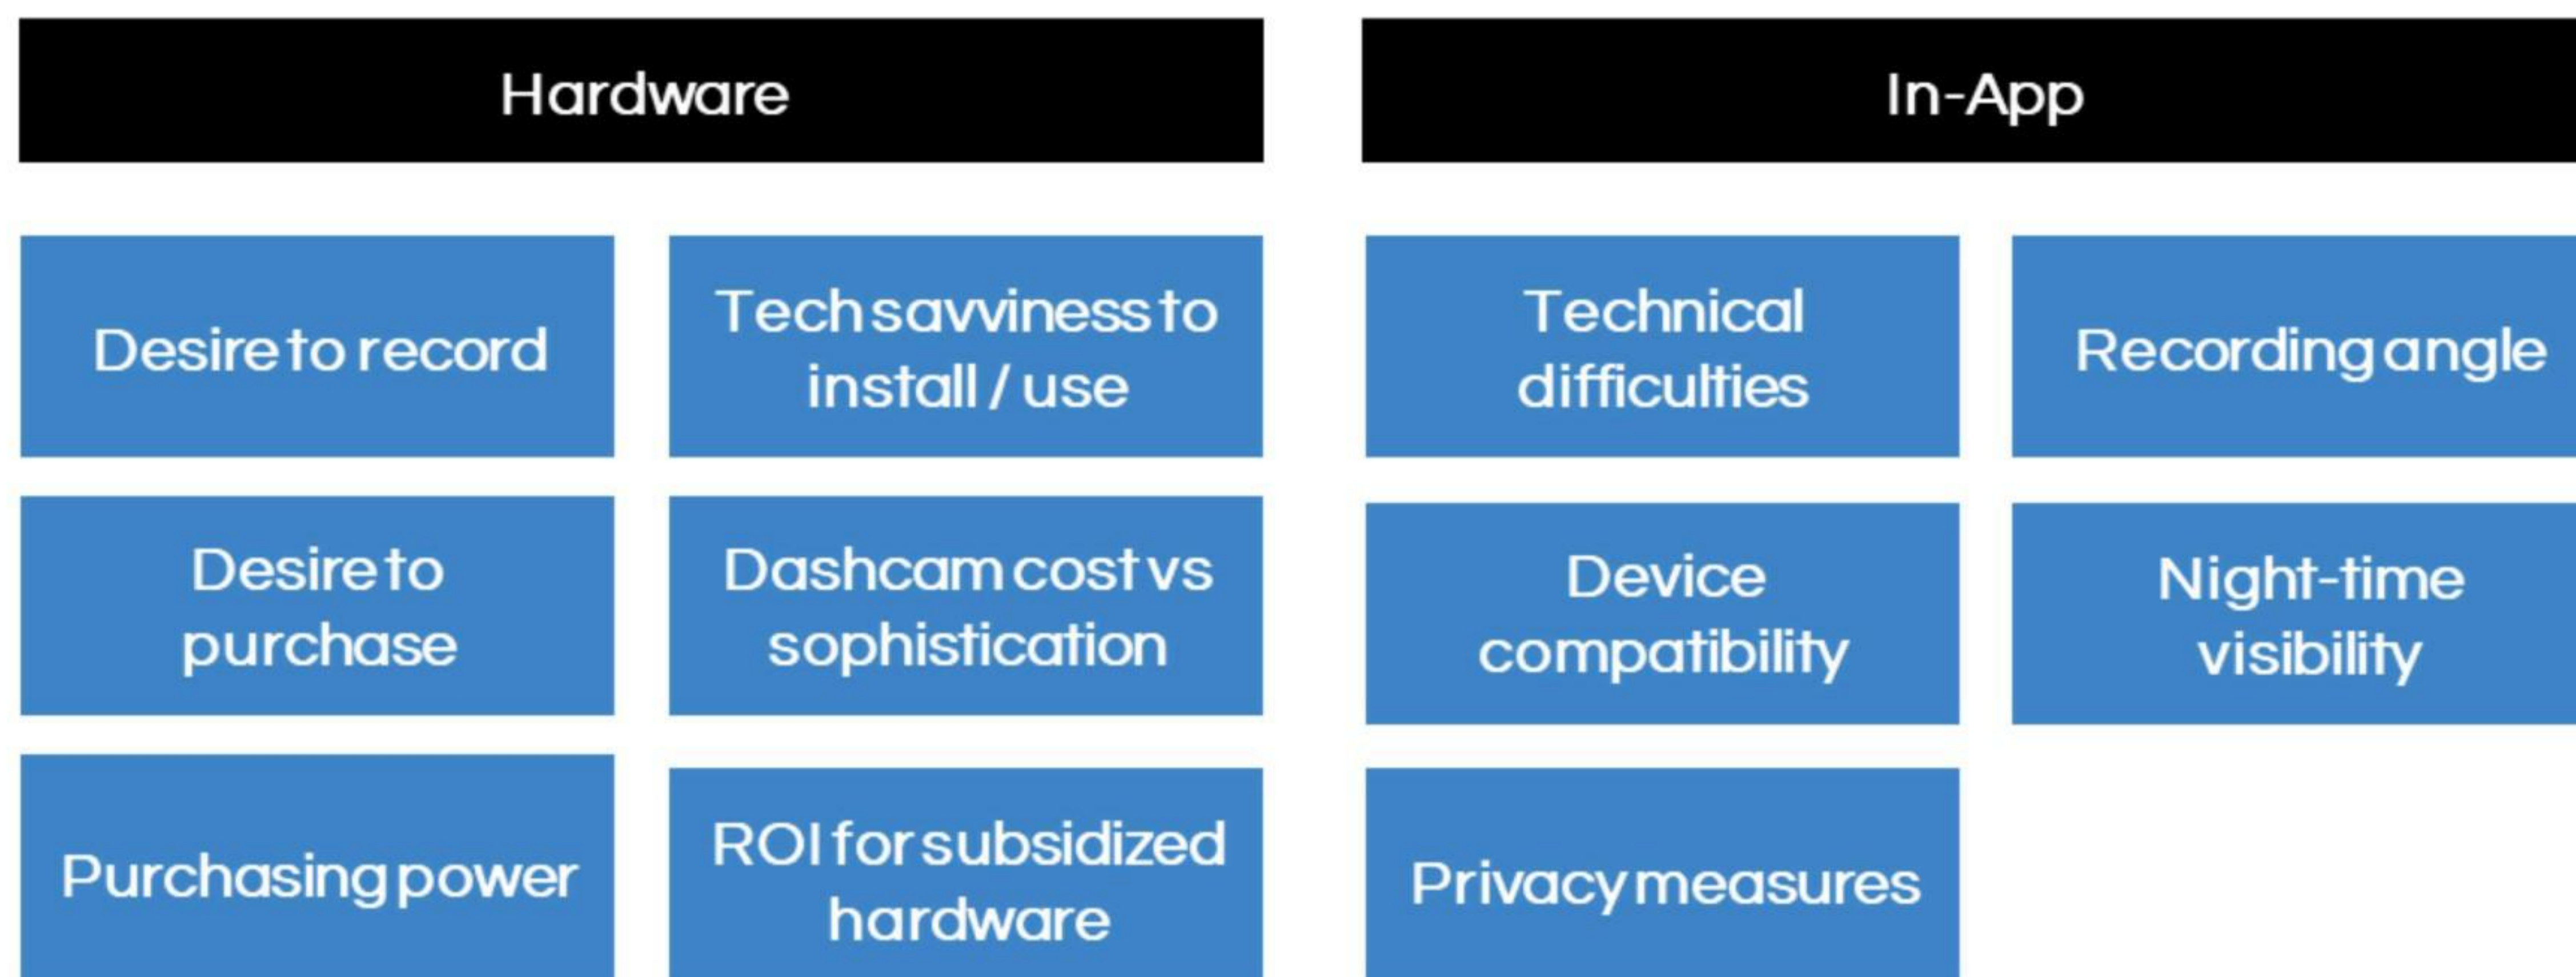 Hardware
In-App
Desire to record
Tech savviness to
install / use
Technical
difficulties
Recording angle
Desire to
purchase
Dashcam cost vs
sophistication
Device
compatibility
Night-time
visibility
Purchasing power
ROI for subsidized
hardware
Privacy measures